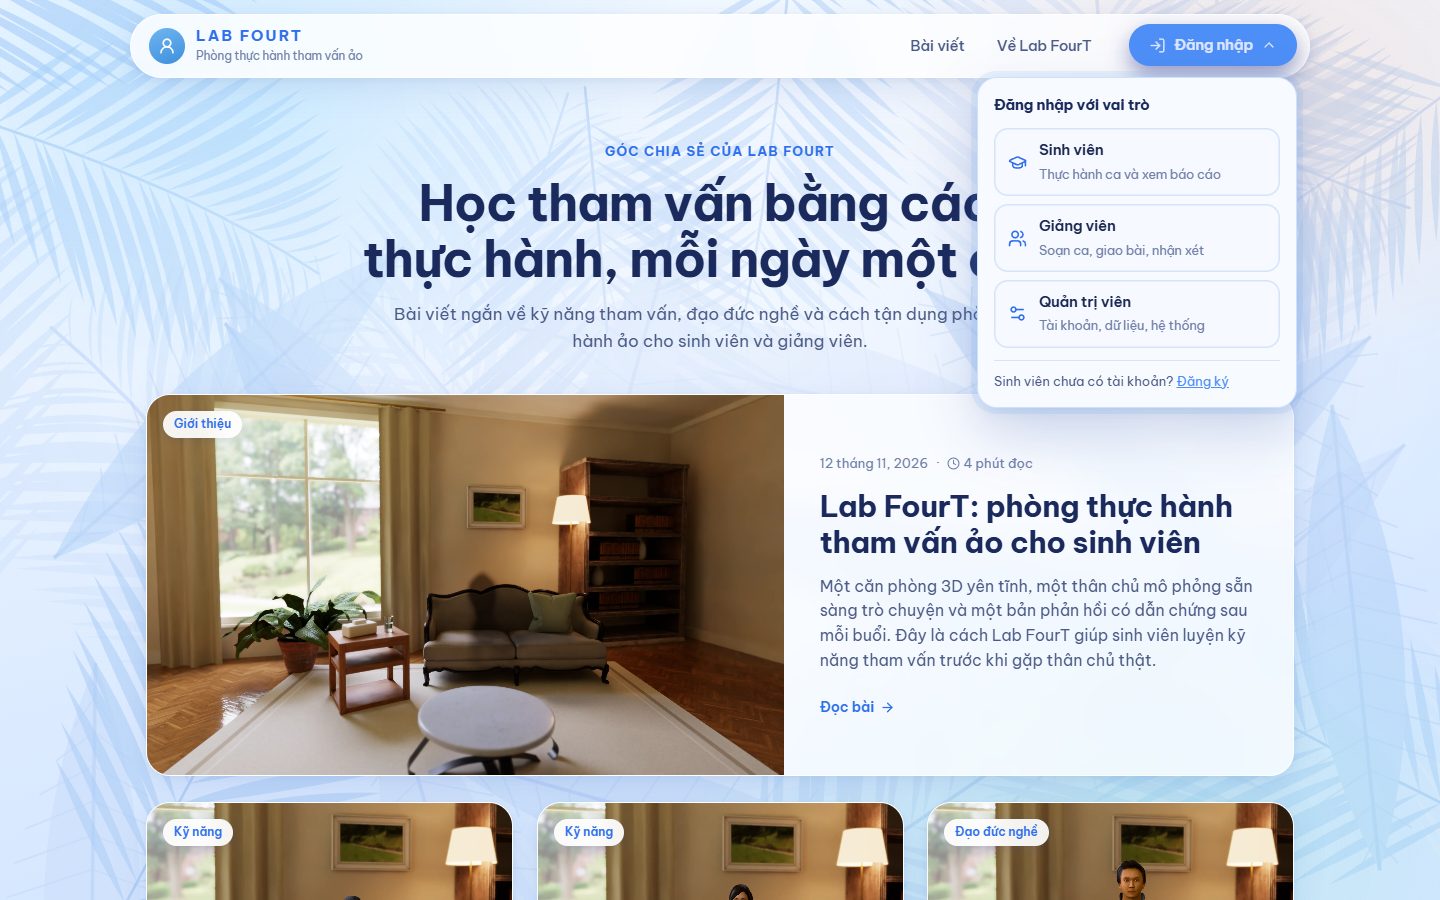 LAB FOURT
Phòng thực hành tham vấn ảo
Bài viết
Về Lab FourT
Đăng nhập
Đăng nhập với vai trò
Sinh viên
Thực hành ca và xem báo cáo
Giảng viên
Soạn ca, giao bài, nhận xét
Quản trị viên
Tài khoản, dữ liệu, hệ thống
Sinh viên chưa có tài khoản? Đăng ký
GÓC CHIA SẺ CỦA LAB FOURT
Học tham vấn bằng
thực hành, mỗi ngày một
Bài viết ngắn về kỹ năng tham vấn, đạo đức nghề và cách tận dụng
hành ảo cho sinh viên và giảng viên.
Giới thiệu
12 tháng 11, 2026 · 4 phút đọc
Lab FourT: phòng thực hành
tham vấn ảo cho sinh viên
Một căn phòng 3D yên tĩnh, một thân chủ mô phỏng sẵn
sàng trò chuyện và một bản phản hồi có dẫn chứng sau
mỗi buổi. Đây là cách Lab FourT giúp sinh viên luyện kỹ
năng tham vấn trước khi gặp thân chủ thật.
Đọc bài
Kỹ năng
Kỹ năng
Đạo đức nghề